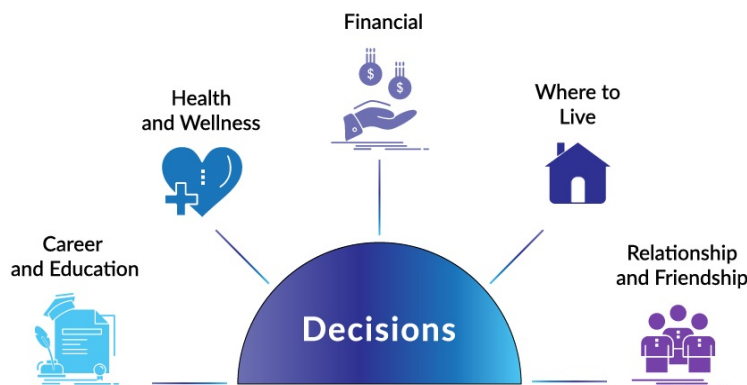 Financial
Health
and Wellness
Where to
Live
Career
and Education
Relationship
and Friendship
Decisions
$
$